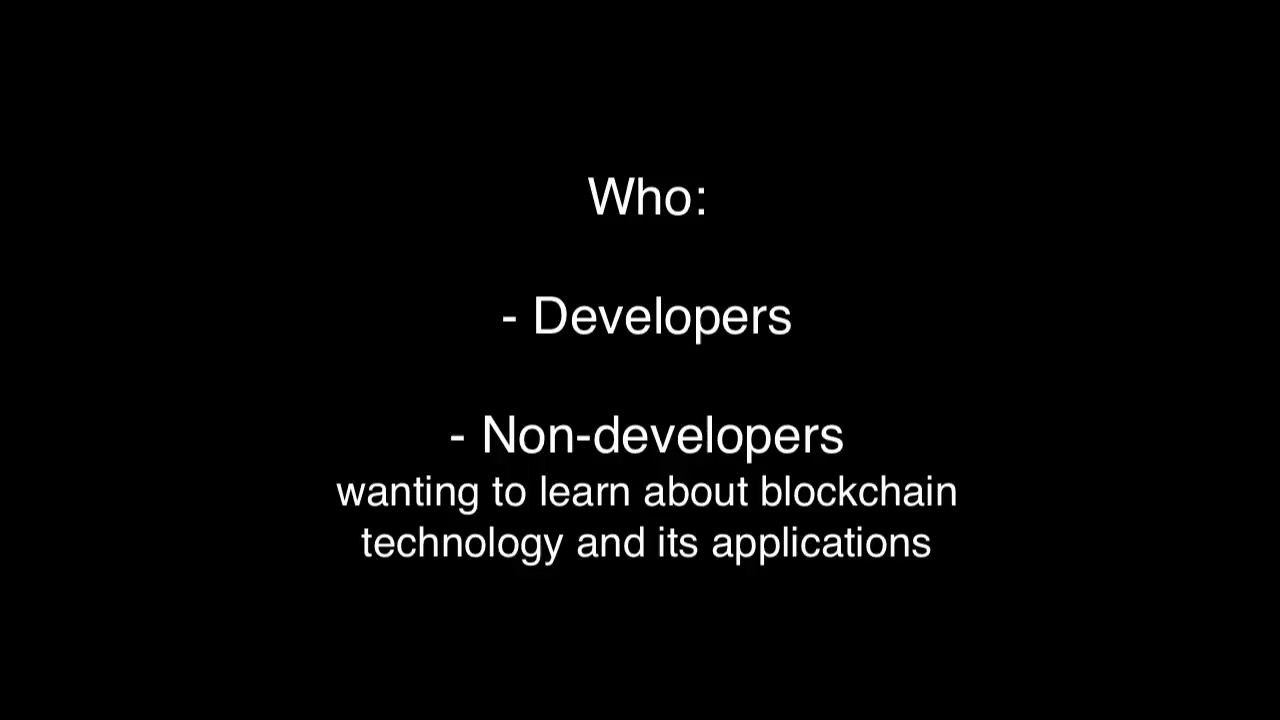 Who:
- Developers
- Non-developers
wanting to learn about blockchain
technology and its applications